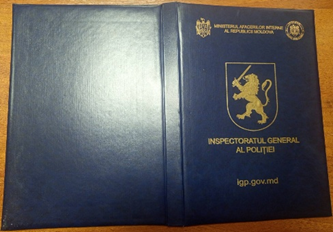 MINISTERUL AFACERILOR INTERNE
AL REPUBLICII MOLDOVA
INSPECTORATUL GENERAL
AL POLIȚIEI
igp.gov.md